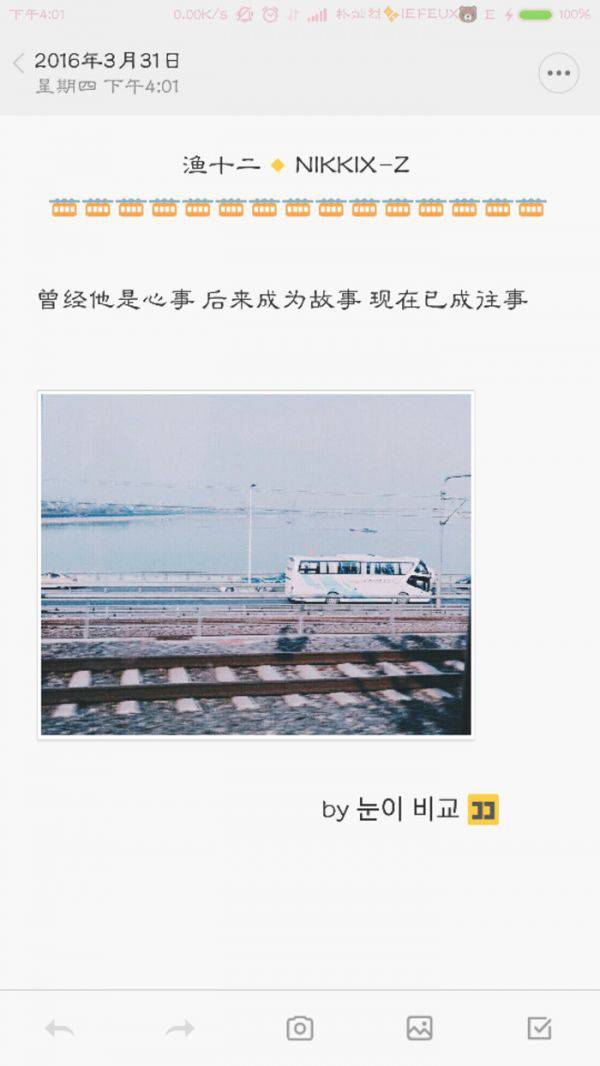 下午4:01 0.00K/s IEFEUX E 100%
2016年3月31日
星期四 下午4:01
渔十二🔸NIKKIX-Z
曾经他是心事 后来成为故事 现在已成往事
by 눈이 비교